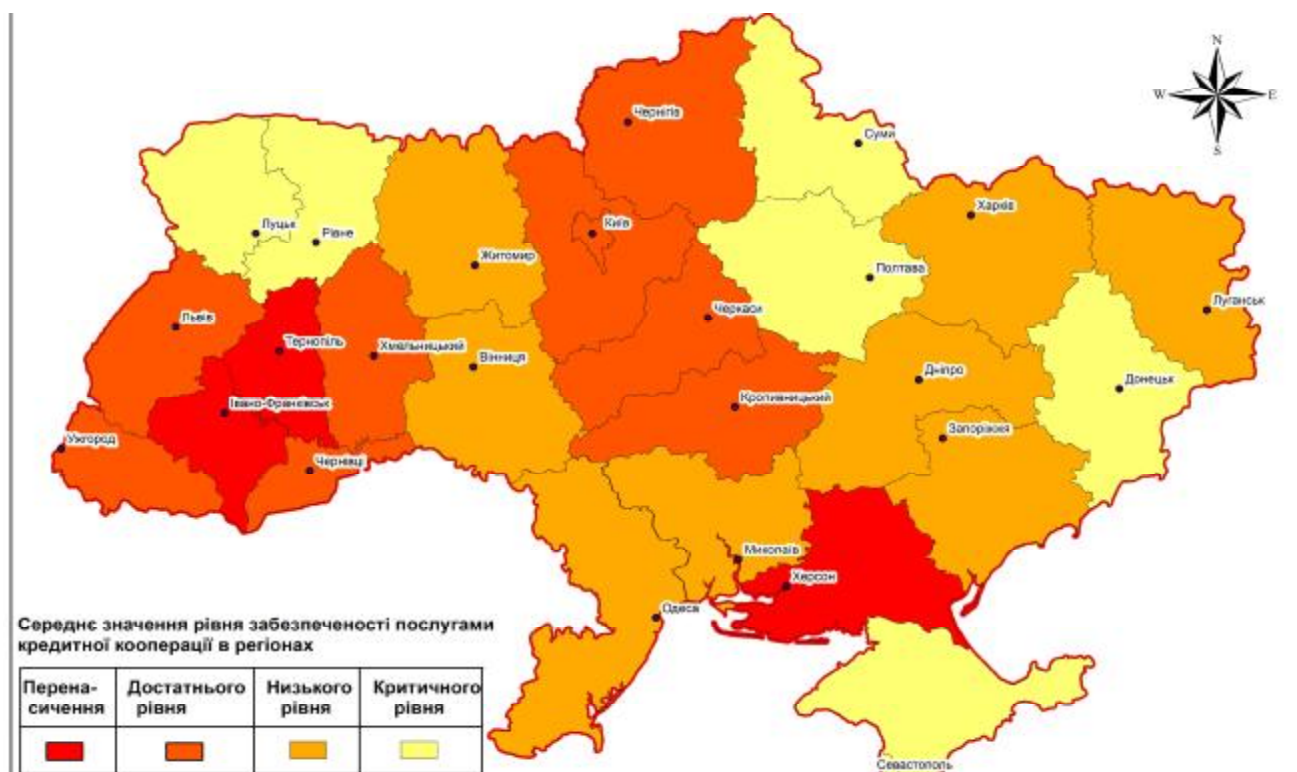 N
W
E
S
Чернігів
Суми
Луцьк
Рівне
Київ
Харків
Житомир
Полтава
Львів
Черкаси
Луганськ
Тернопіль
Хмельницький
Вінниця
Дніпро
Донецьк
Івано-Франківськ
Кропивницький
Ужгород
Запоріжжя
Чернівці
Миколаїв
Херсон
Одеса
Севастополь
Середнє значення рівня забезпеченості послугами
кредитної кооперації в регіонах
Перена-
сичення
Достатнього
рівня
Низького
рівня
Критичного
рівня